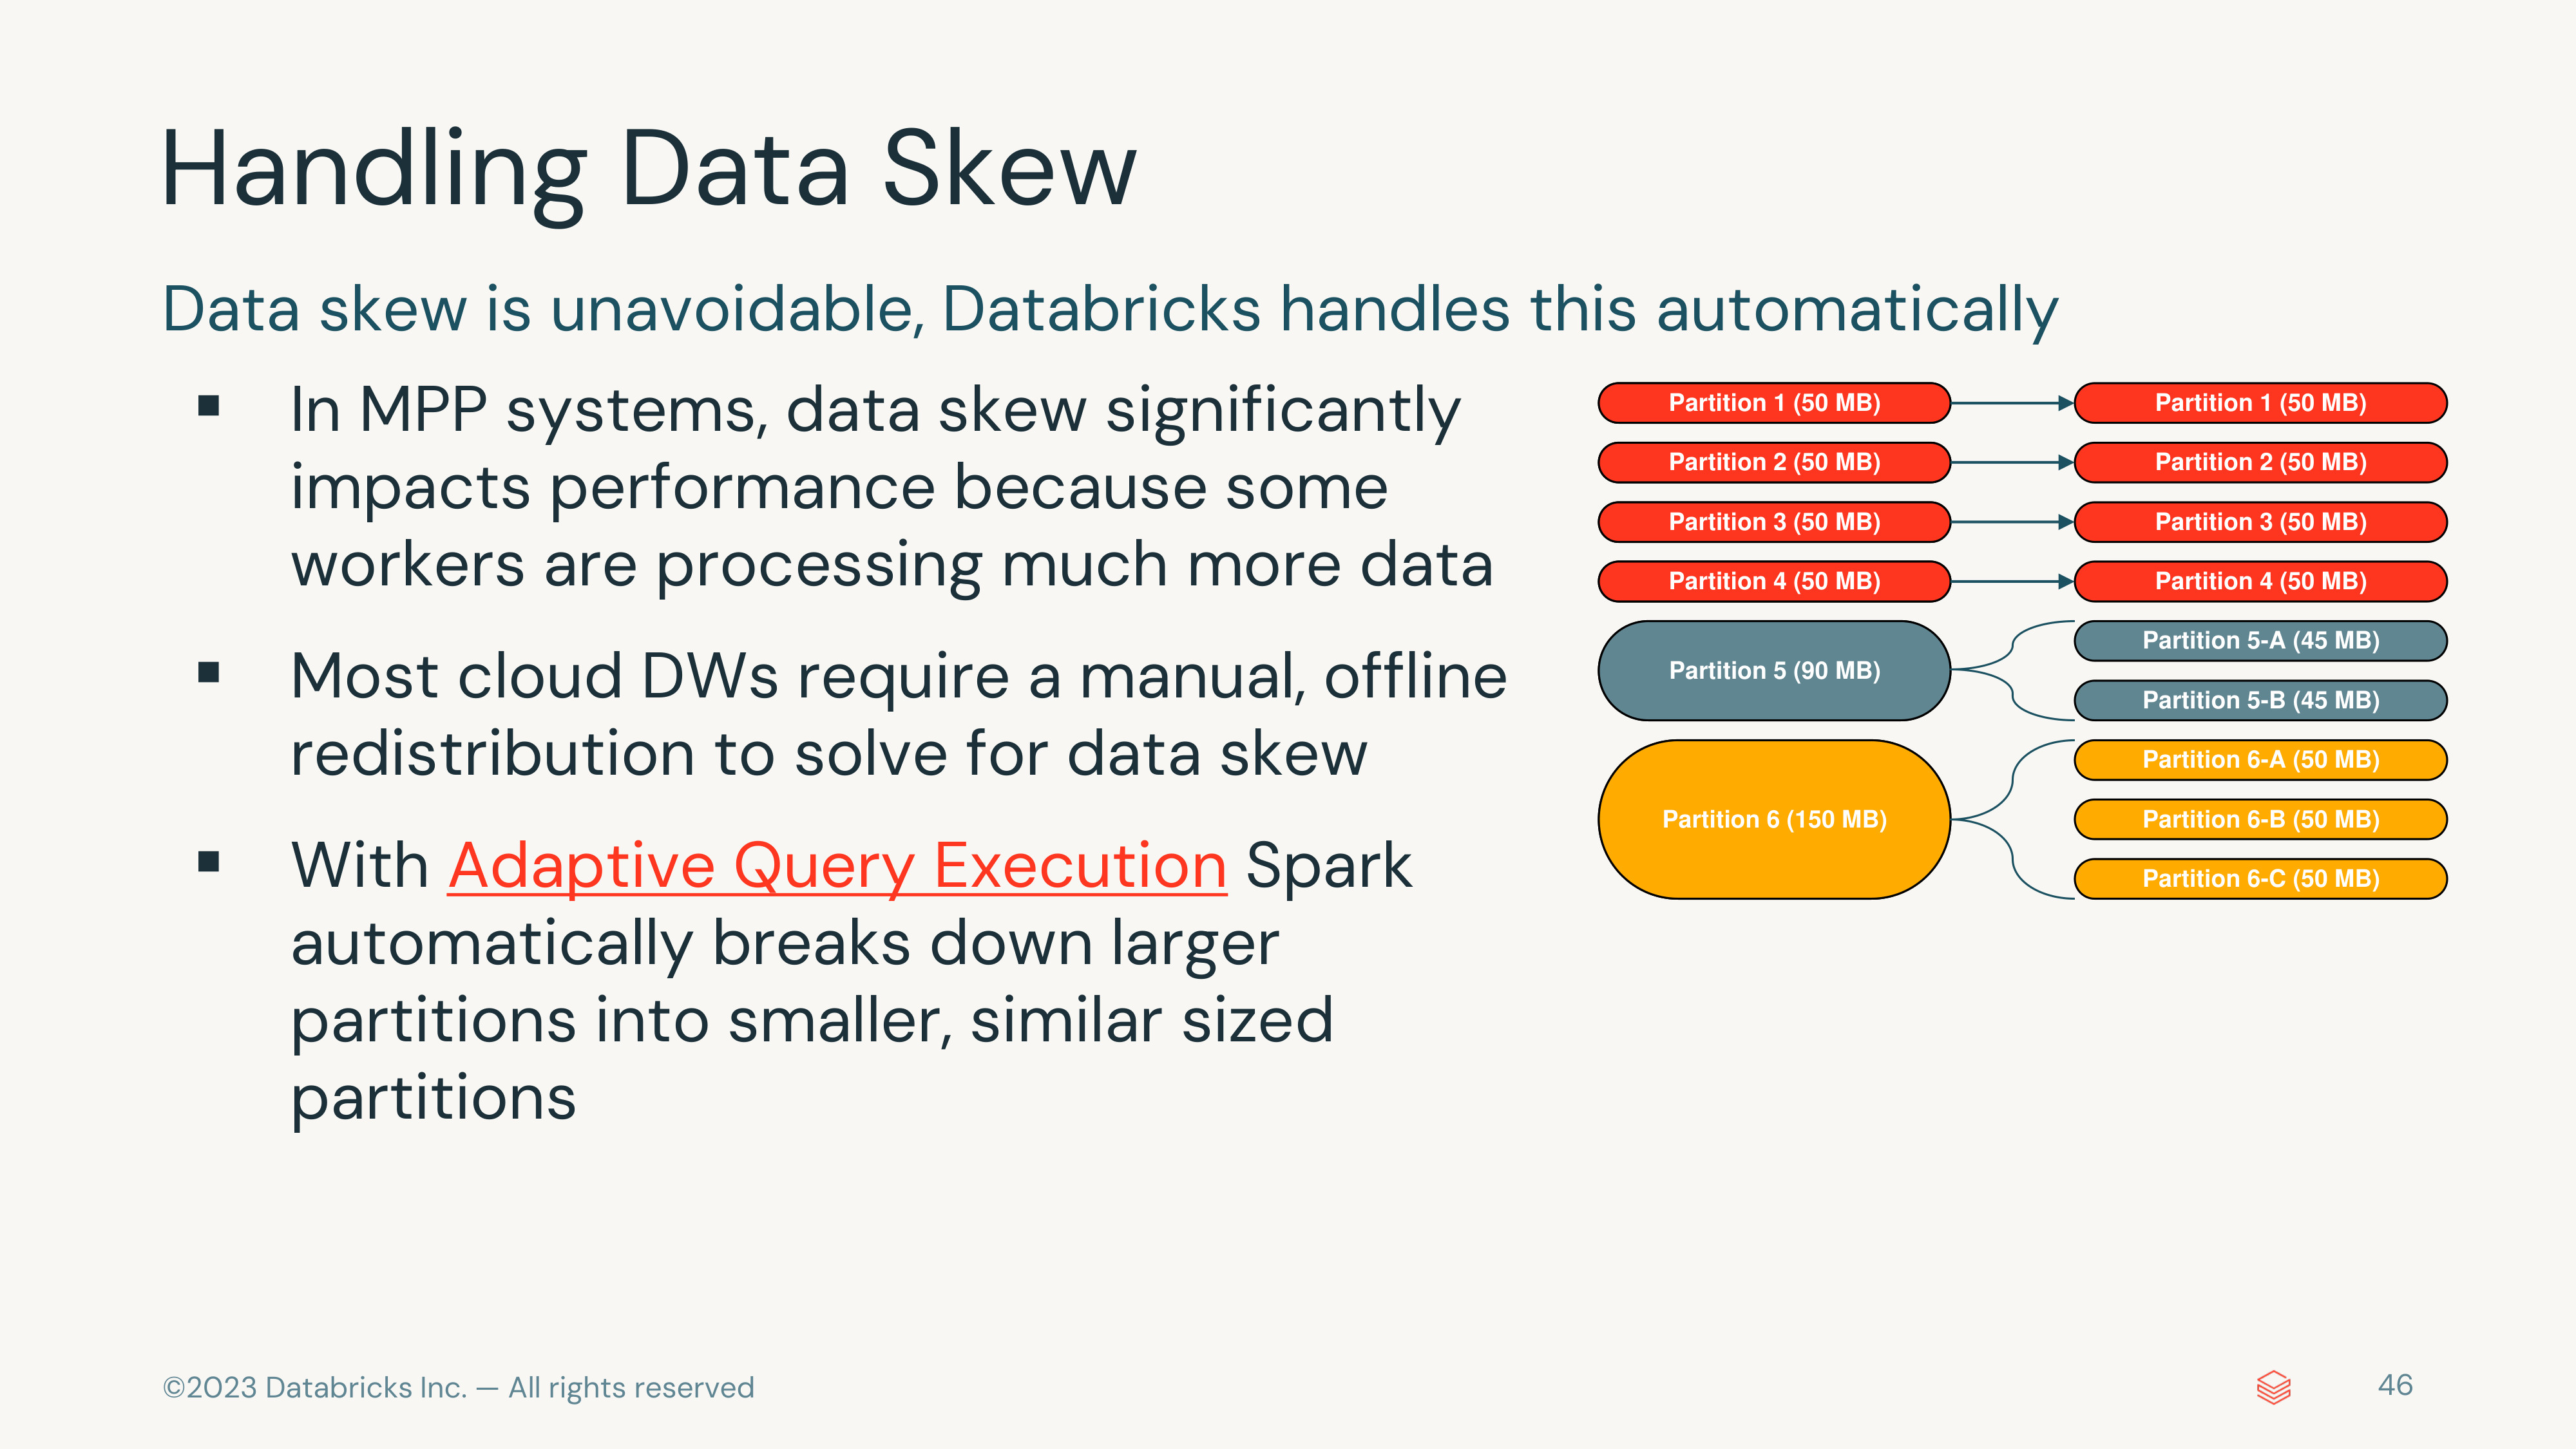 Handling Data Skew
Data skew is unavoidable, Databricks handles this automatically
▪ In MPP systems, data skew significantly
impacts performance because some
workers are processing much more data
▪ Most cloud DWs require a manual, offline
redistribution to solve for data skew
▪ With Adaptive Query Execution Spark
automatically breaks down larger
partitions into smaller, similar sized
partitions
Partition 1 (50 MB)
Partition 2 (50 MB)
Partition 3 (50 MB)
Partition 4 (50 MB)
Partition 5 (90 MB)
Partition 6 (150 MB)
Partition 1 (50 MB)
Partition 2 (50 MB)
Partition 3 (50 MB)
Partition 4 (50 MB)
Partition 5-A (45 MB)
Partition 5-B (45 MB)
Partition 6-A (50 MB)
Partition 6-B (50 MB)
Partition 6-C (50 MB)
©2023 Databricks Inc. — All rights reserved
46